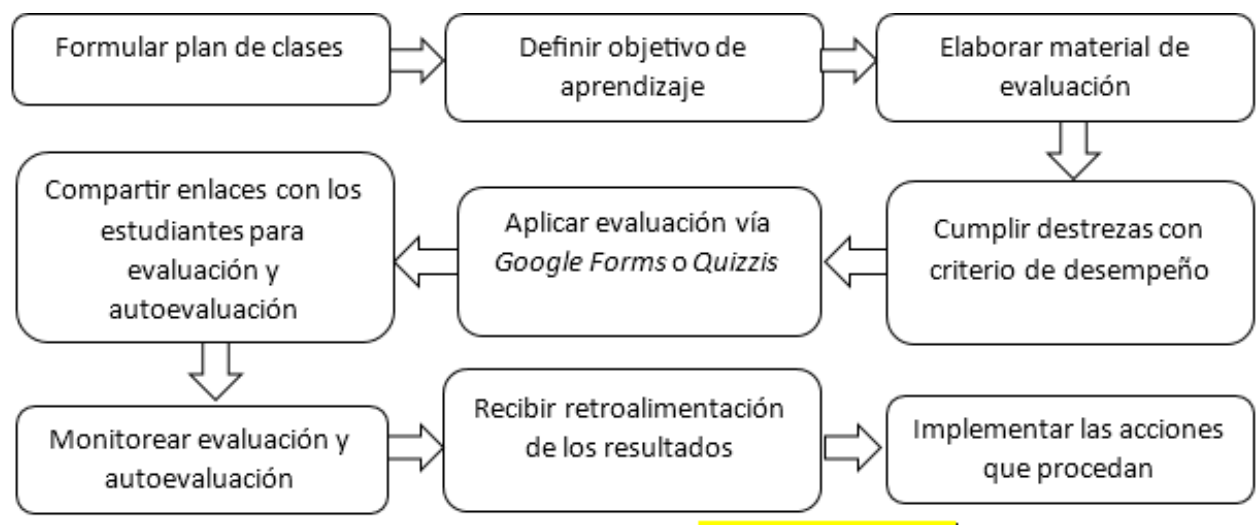 Formular plan de clases
Definir objetivo de
aprendizaje
Elaborar material de
evaluación
Cumplir destrezas con
criterio de desempeño
Aplicar evaluación vía
Google Forms o Quizzis
Compartir enlaces con los
estudiantes para
evaluación y
autoevaluación
Monitorear evaluación y
autoevaluación
Recibir retroalimentación
de los resultados
Implementar las acciones
que procedan